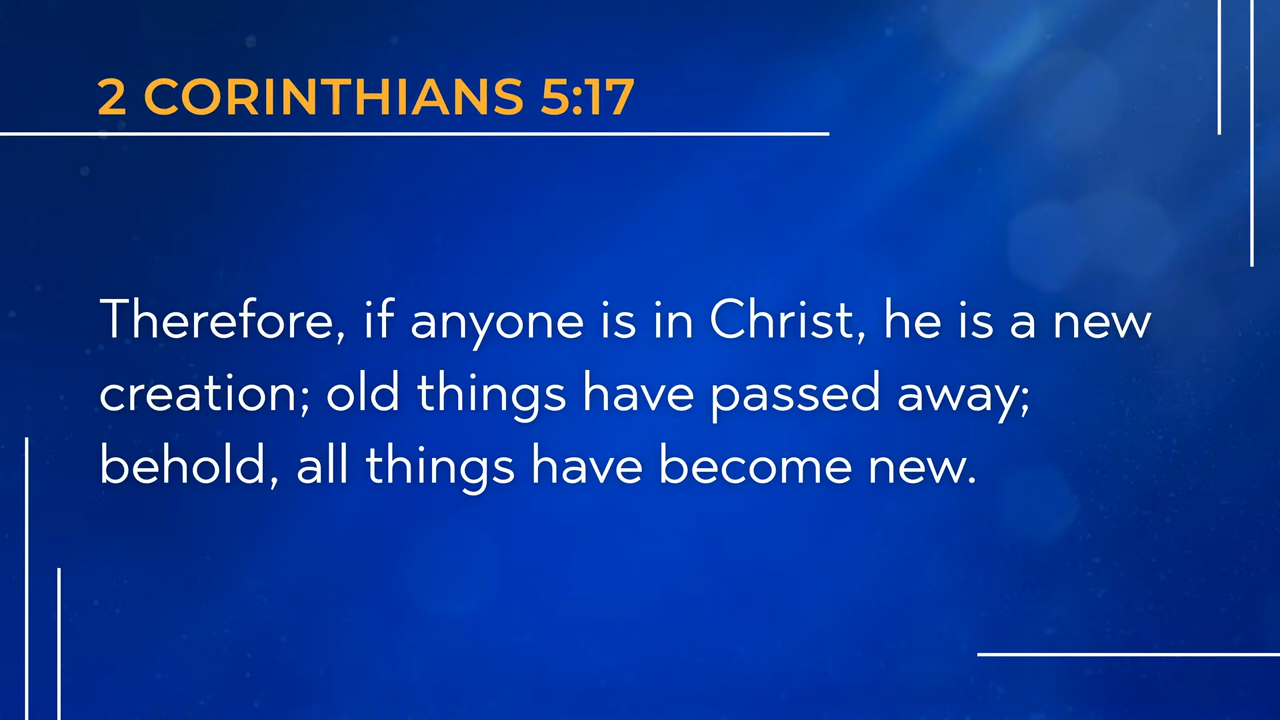 2 CORINTHIANS 5:17
Therefore, if anyone is in Christ, he is a new
creation; old things have passed away;
behold, all things have become new.